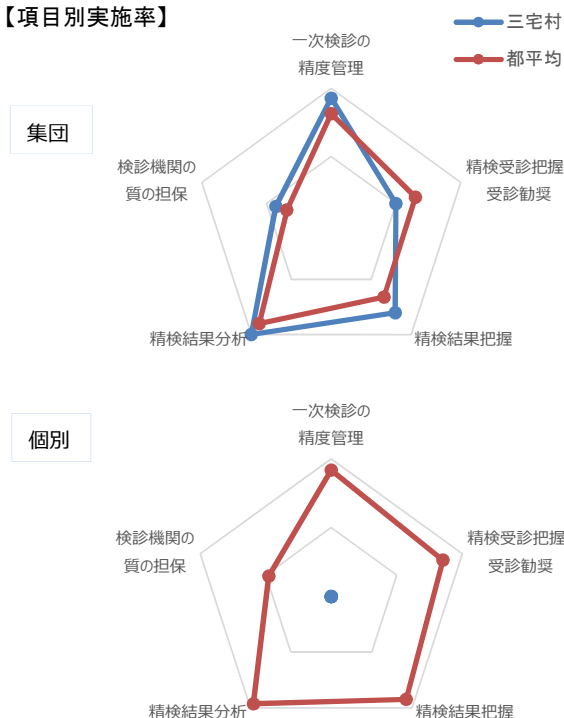 【項目別実施率】
三宅村
都平均
集団
一次検診の
精度管理
精検受診把握
受診勧奨
精検結果把握
精検結果分析
検診機関の
質の担保
個別
一次検診の
精度管理
精検受診把握
受診勧奨
精検結果把握
精検結果分析
検診機関の
質の担保